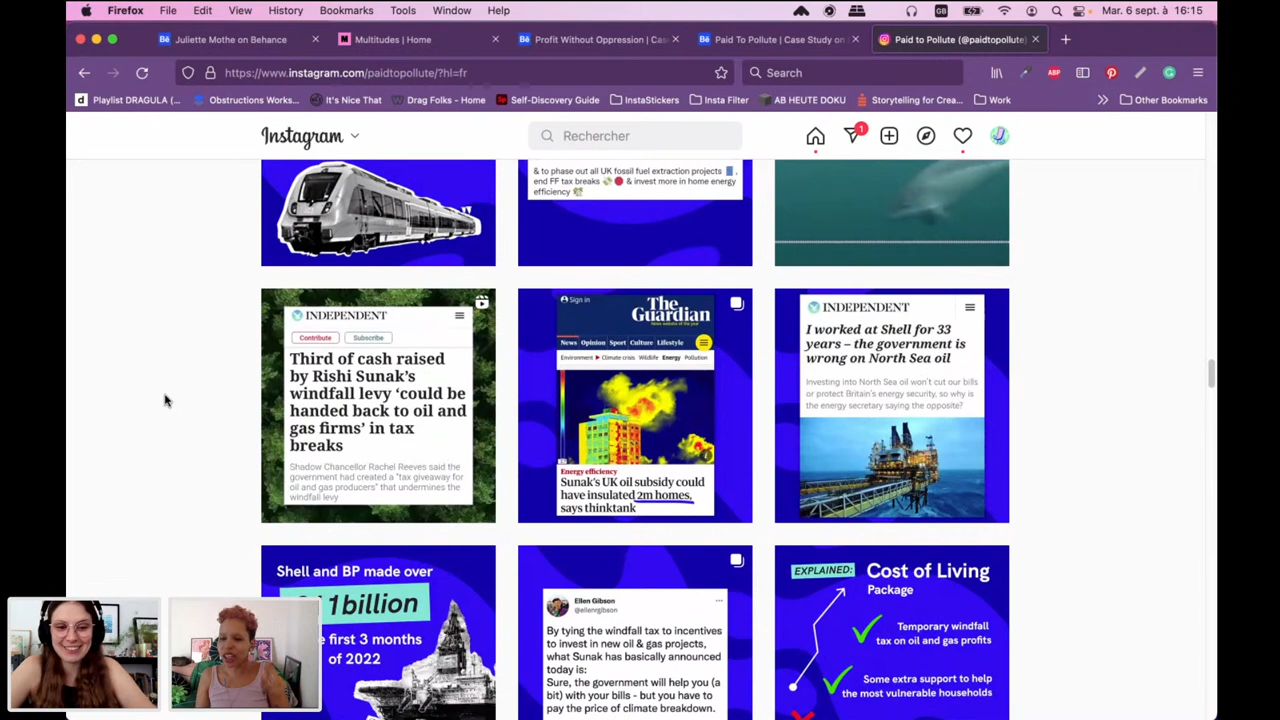 Firefox File Edit View History Bookmarks Tools Window Help
GB
Mar. 6 sept. à 16:15
Juliette Mothe on Behance
Multitudes | Home
Profit Without Oppression | Cas
Paid To Pollute | Case Study on
Paid to Pollute (@paidtopollute)
https://www.instagram.com/paidtopollute/?hl=fr
Search
ABP
Playlist DRAGULA (...
Obstructions Work...
It's Nice That
Drag Folks - Home
Self-Discovery Guide
InstaStickers
Insta Filter
AB HEUTE DOKU
Storytelling for Crea...
Work
Other Bookmarks
Instagram
Rechercher
1
& to phase out all UK fossil fuel extraction projects
end FF tax breaks & invest more in home energy
efficiency
INDEPENDENT
Contribute Subscribe
Third of cash raised
by Rishi Sunak's
windfall levy 'could be
handed back to oil and
gas firms' in tax
breaks
Shadow Chancellor Rachel Reeves said the
government had created a "tax giveaway for
oil and gas producers" that undermines the
windfall levy
Sign in
The
Guardian
News website of the year
News Opinion Sport Culture Lifestyle
Environment Climate crisis Wildlife Energy Pollution
Energy efficiency
Sunak's UK oil subsidy could
have insulated 2m homes,
says thinktank
INDEPENDENT
I worked at Shell for 33
years – the government is
wrong on North Sea oil
Investing into North Sea oil won't cut our bills
or protect Britain's energy security, so why is
the energy secretary saying the opposite?
Shell and BP made over
1billion
first 3 months
of 2022
Ellen Gibson
@ellenrgibson
By tying the windfall tax to incentives
to invest in new oil & gas projects,
what Sunak has basically announced
today is:
Sure, the government will help you (a
bit) with your bills - but you have to
pay the price of climate breakdown.
EXPLAINED:
Cost of Living
Package
Temporary windfall
tax on oil and gas profits
Some extra support to help
the most vulnerable households